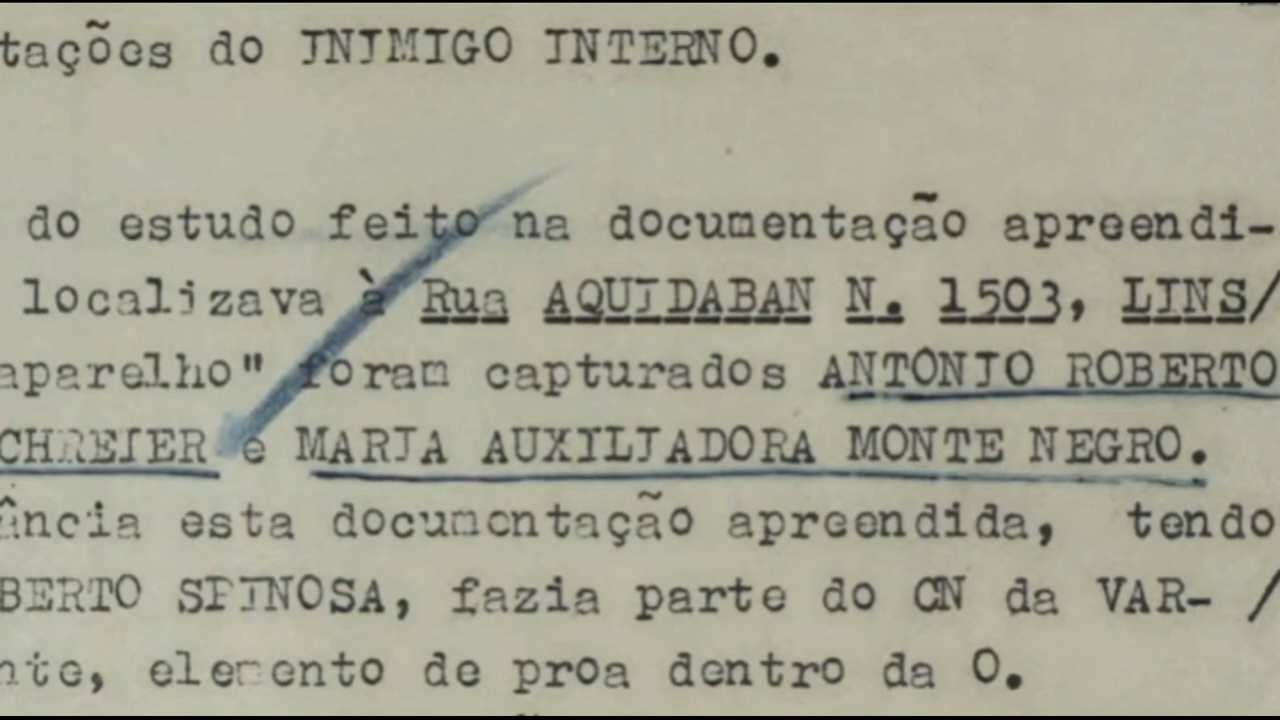 tações do INIMIGO INTERNO.
do estudo feito na documentação apreendi-
localizava à Rua AQUIDABAN N. 1503, LINS/
aparelho" foram capturados ANTÔNIO ROBERTO
CHREIER e MARIA AUXILIADORA MONTE NEGRO.
ância esta documentação apreendida, tendo
BERTO SPINOSA, fazia parte do CN da VAR- /
nte, elemento de proa dentro da O.